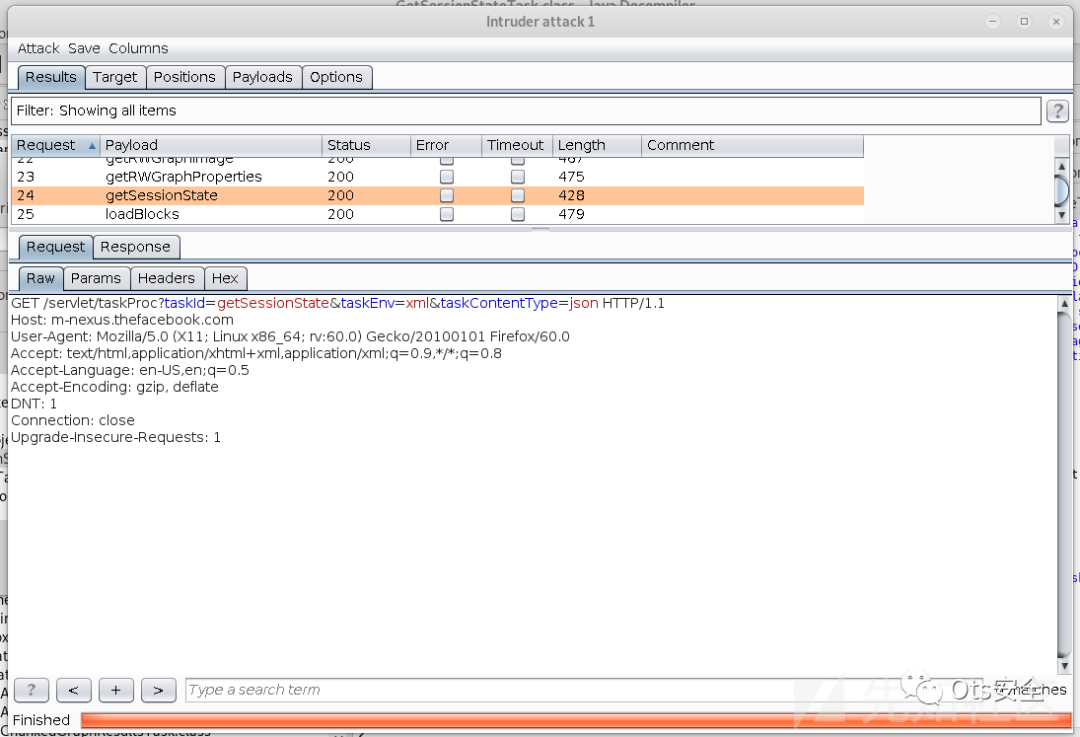 GetSessionStateTask.class - Java Decompiler
Intruder attack 1
Attack Save Columns
Results Target Positions Payloads Options
Filter: Showing all items ?
Request Payload Status Error Timeout Length Comment
22 getRWGraphImage 200 467
23 getRWGraphProperties 200 475
24 getSessionState 200 428
25 loadBlocks 200 479
Request Response
Raw Params Headers Hex
GET /servlet/taskProc?taskId=getSessionState&taskEnv=xml&taskContentType=json HTTP/1.1
Host: m-nexus.thefacebook.com
User-Agent: Mozilla/5.0 (X11; Linux x86_64; rv:60.0) Gecko/20100101 Firefox/60.0
Accept: text/html,application/xhtml+xml,application/xml;q=0.9,*/*;q=0.8
Accept-Language: en-US,en;q=0.5
Accept-Encoding: gzip, deflate
DNT: 1
Connection: close
Upgrade-Insecure-Requests: 1
? < + > Type a search term
Ots安全
Finished